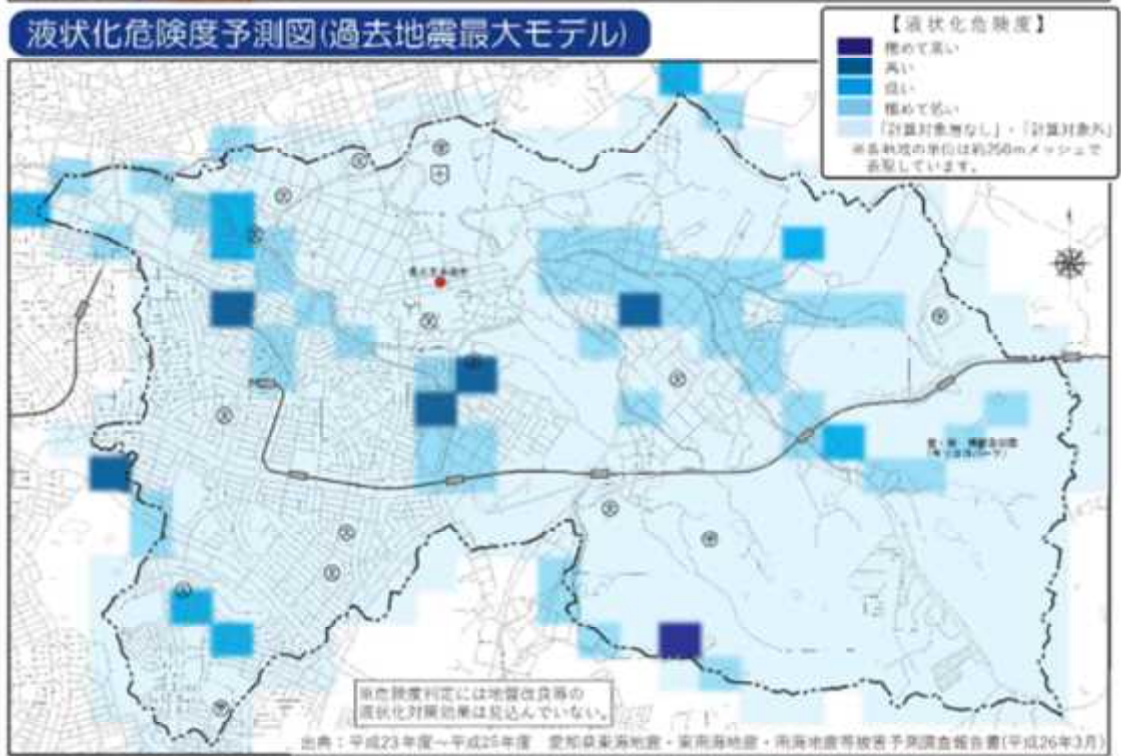 液状化危険度予測図(過去地震最大モデル)
【液状化危険度】
極めて高い
高い
低い
極めて低い
「計算対象層なし」・「計算対象外」
※各領域の単位は約250mメッシュで
表現しています。
※危険度判定には地盤改良等の
液状化対策効果は見込んでいない。
出典：平成23年度～平成25年度 愛知県東海地震・東南海地震・南海地震等被害予測調査報告書(平成26年3月)